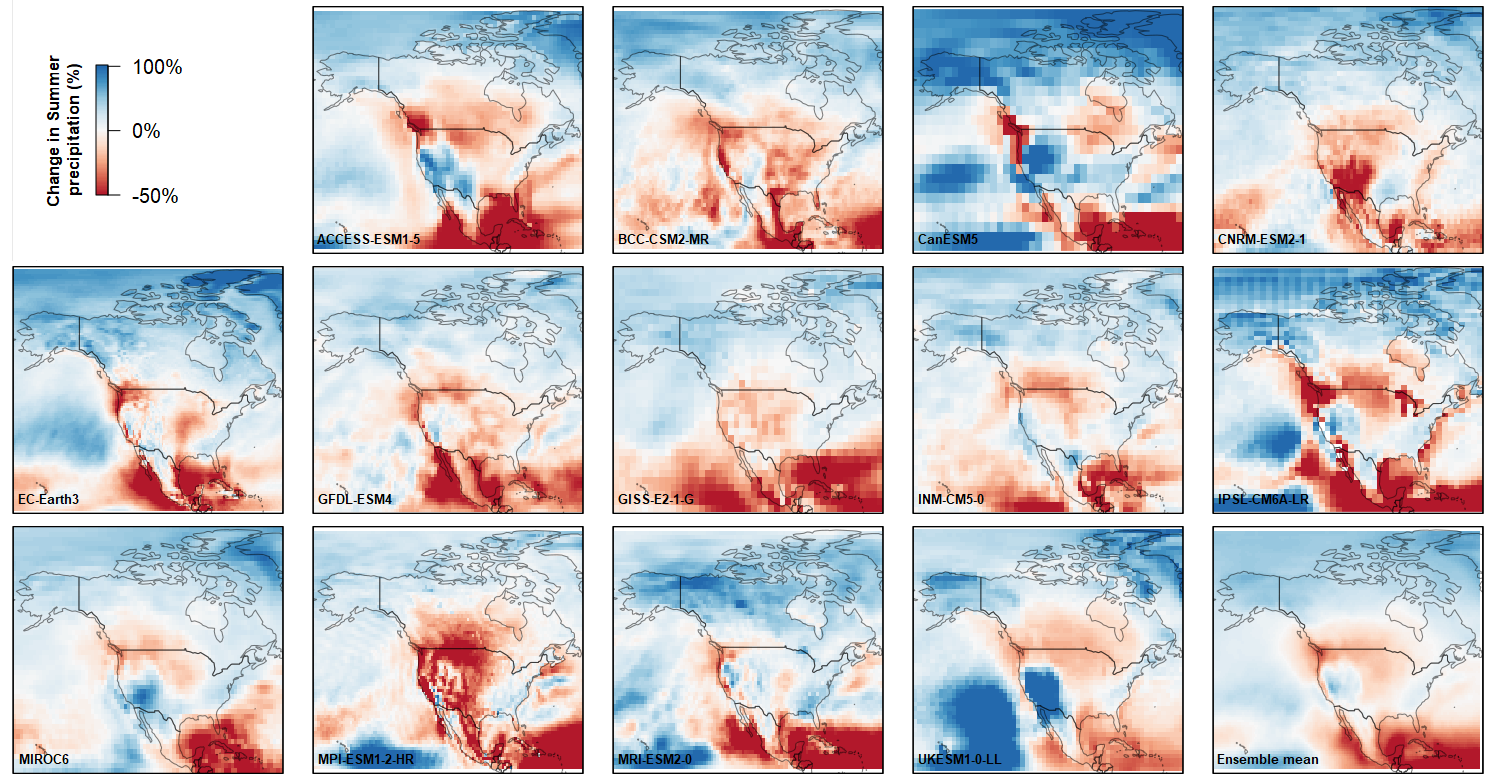 Change in Summer
precipitation (%)
100%
0%
-50%
ACCESS-ESM1-5
BCC-CSM2-MR
CanESM5
CNRM-ESM2-1
EC-Earth3
GFDL-ESM4
GISS-E2-1-G
INM-CM5-0
IPSL-CM6A-LR
MIROC6
MPI-ESM1-2-HR
MRI-ESM2-0
UKESM1-0-LL
Ensemble mean